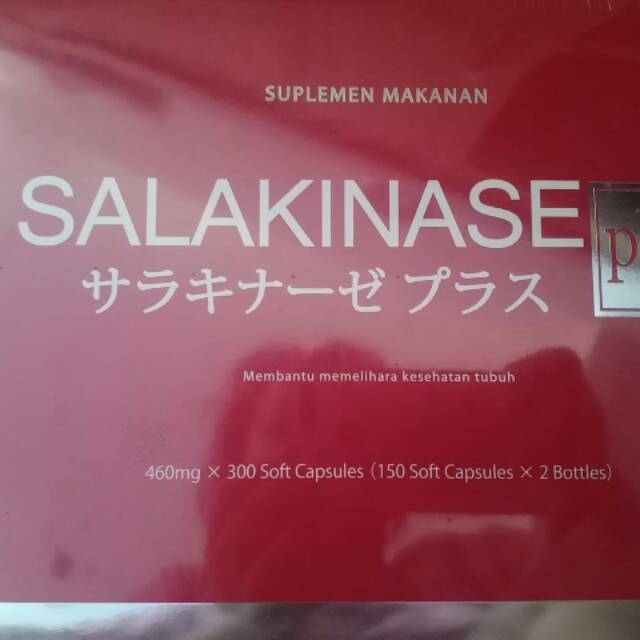 SUPLEMEN MAKANAN
SALAKINASE p
サラキナーゼ プラス
Membantu memelihara kesehatan tubuh
460mg × 300 Soft Capsules (150 Soft Capsules × 2 Bottles)